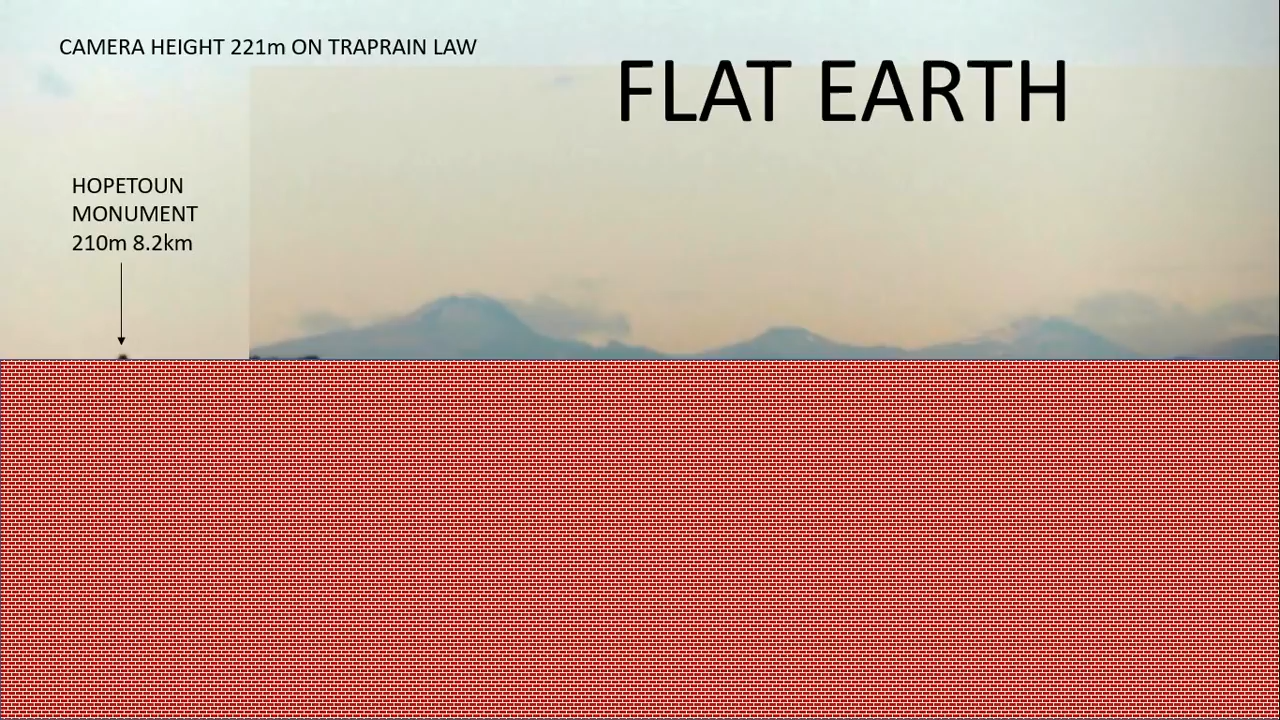 CAMERA HEIGHT 221m ON TRAPRAIN LAW
FLAT EARTH
HOPETOUN
MONUMENT
210m 8.2km